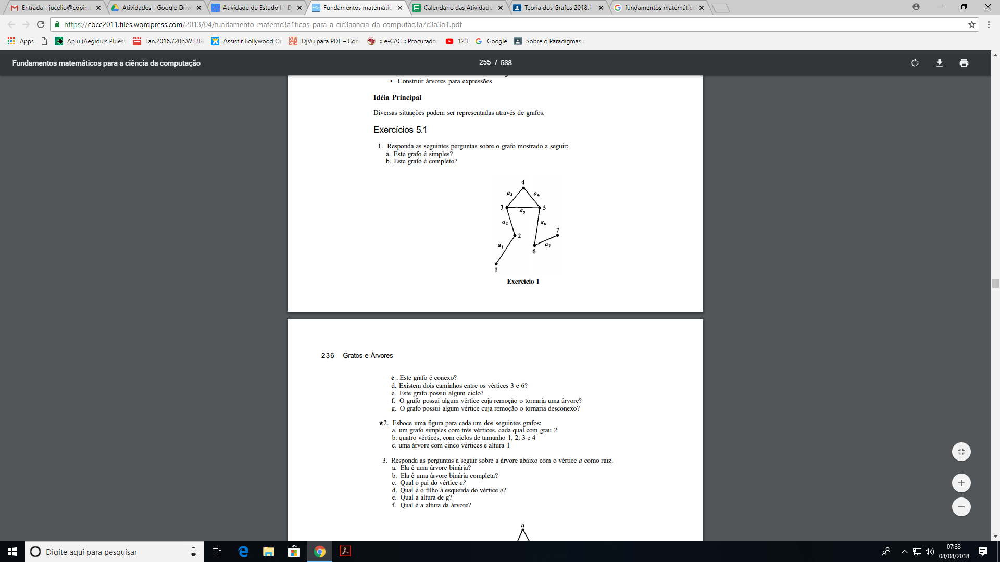 Entrada - jucelio@copin.
Atividades - Google Drive
Atividade de Estudo I - D
Fundamentos matemátic
Calendário das Atividade
Teoria dos Grafos 2018.1
fundamentos matemátic
https://cbcc2011.files.wordpress.com/2013/04/fundamento-matemc3a1ticos-para-a-cic3aancia-da-computac3a7c3a3o1.pdf
Apps
Aplu (Aegidius Pluess
Fan.2016.720p.WEBR
Assistir Bollywood On
DjVu para PDF – Con
:: e-CAC :: Procurador
123
Google
Sobre o Paradigmas
Fundamentos matemáticos para a ciência da computação
255 / 538
• Construir árvores para expressões
Idéia Principal
Diversas situações podem ser representadas através de grafos.
Exercícios 5.1
1. Responda as seguintes perguntas sobre o grafo mostrado a seguir:
a. Este grafo é simples?
b. Este grafo é completo?
4
a3
a4
3
5
a5
a2
a6
7
2
a1
a7
6
1
Exercício 1
236 Gratos e Árvores
c . Este grafo é conexo?
d. Existem dois caminhos entre os vértices 3 e 6?
e. Este grafo possui algum ciclo?
f. O grafo possui algum vértice cuja remoção o tornaria uma árvore?
g. O grafo possui algum vértice cuja remoção o tornaria desconexo?
★2. Esboce uma figura para cada um dos seguintes grafos:
a. um grafo simples com três vértices, cada qual com grau 2
b. quatro vértices, com ciclos de tamanho 1, 2, 3 e 4
c. uma árvore com cinco vértices e altura 1
3. Responda as perguntas a seguir sobre a árvore abaixo com o vértice a como raiz.
a. Ela é uma árvore binária?
b. Ela é uma árvore binária completa?
c. Qual o pai do vértice e?
d. Qual é o filho à esquerda do vértice e?
e. Qual a altura de g?
f. Qual é a altura da árvore?
a
Digite aqui para pesquisar
07:33
08/08/2018